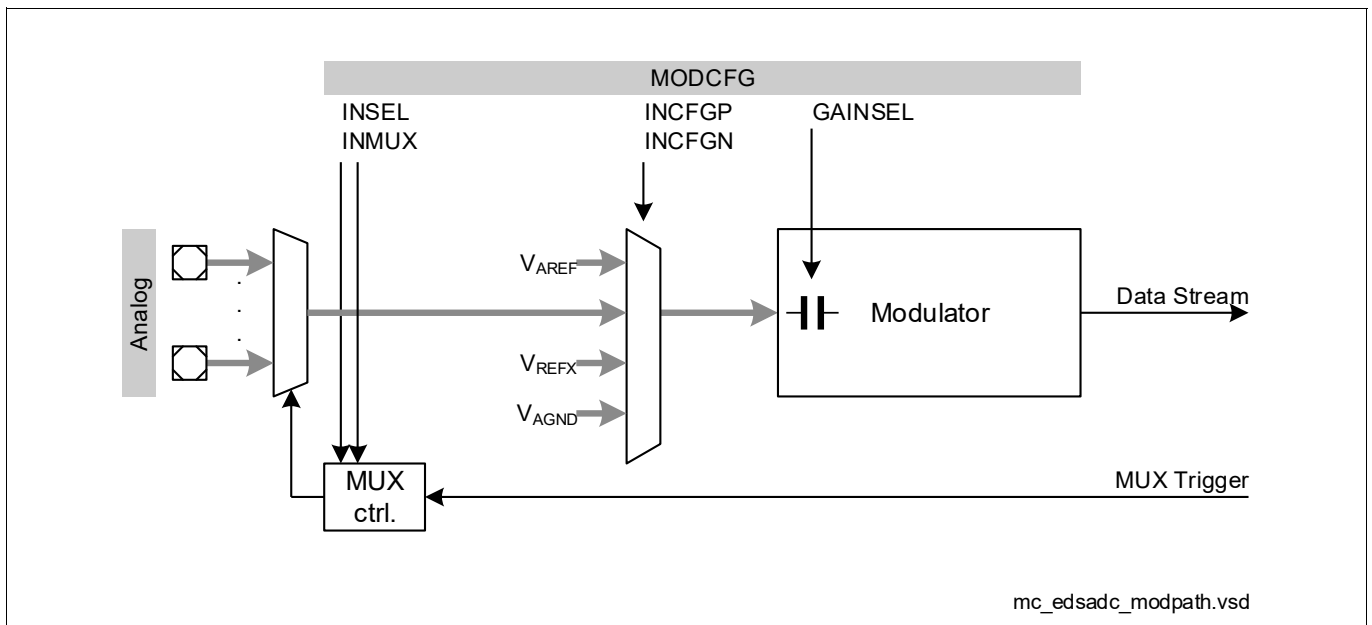 MODCFG
INSEL
INMUX
INCFGP
INCFGN
GAINSEL
Analog
VAREF
VREFX
VAGND
Modulator
Data Stream
MUX
ctrl.
MUX Trigger
mc_edsadc_modpath.vsd